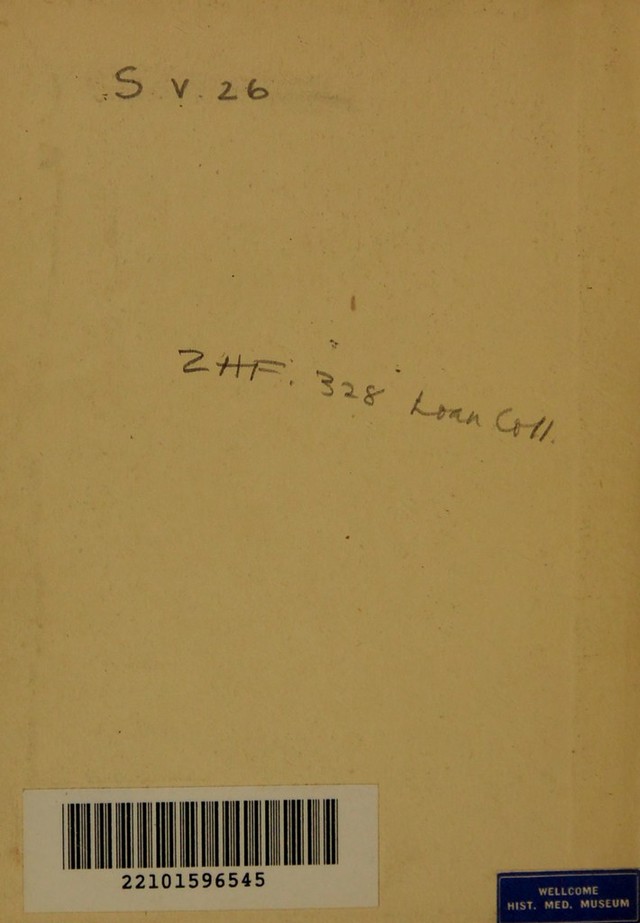 S V. 26
ZHF. 328 Loan Coll.
22101596545
WELLCOME
HIST. MED. MUSEUM